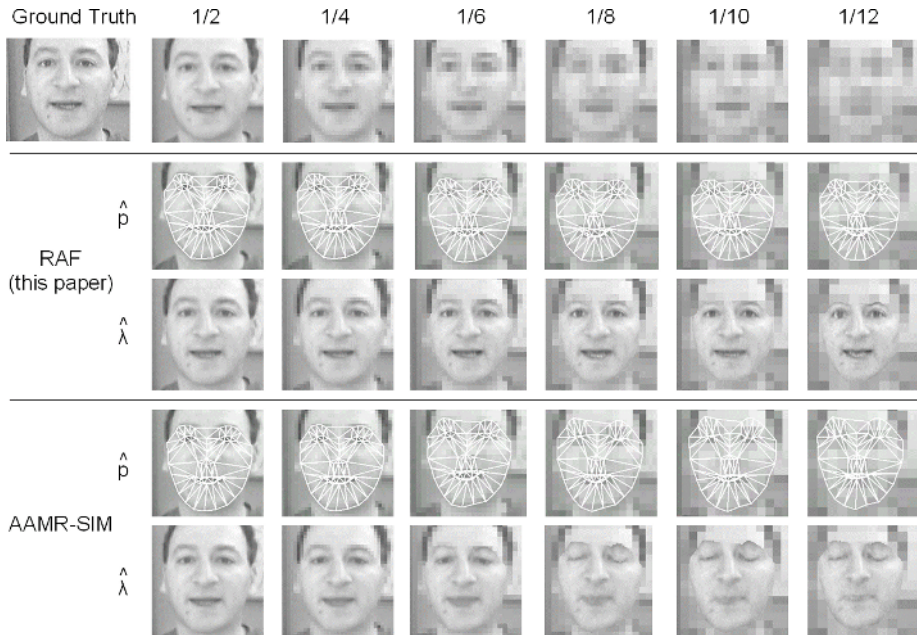 Ground Truth 1/2 1/4 1/6 1/8 1/10 1/12
p̂
RAF
(this paper)
λ̂
p̂
AAMR-SIM
λ̂